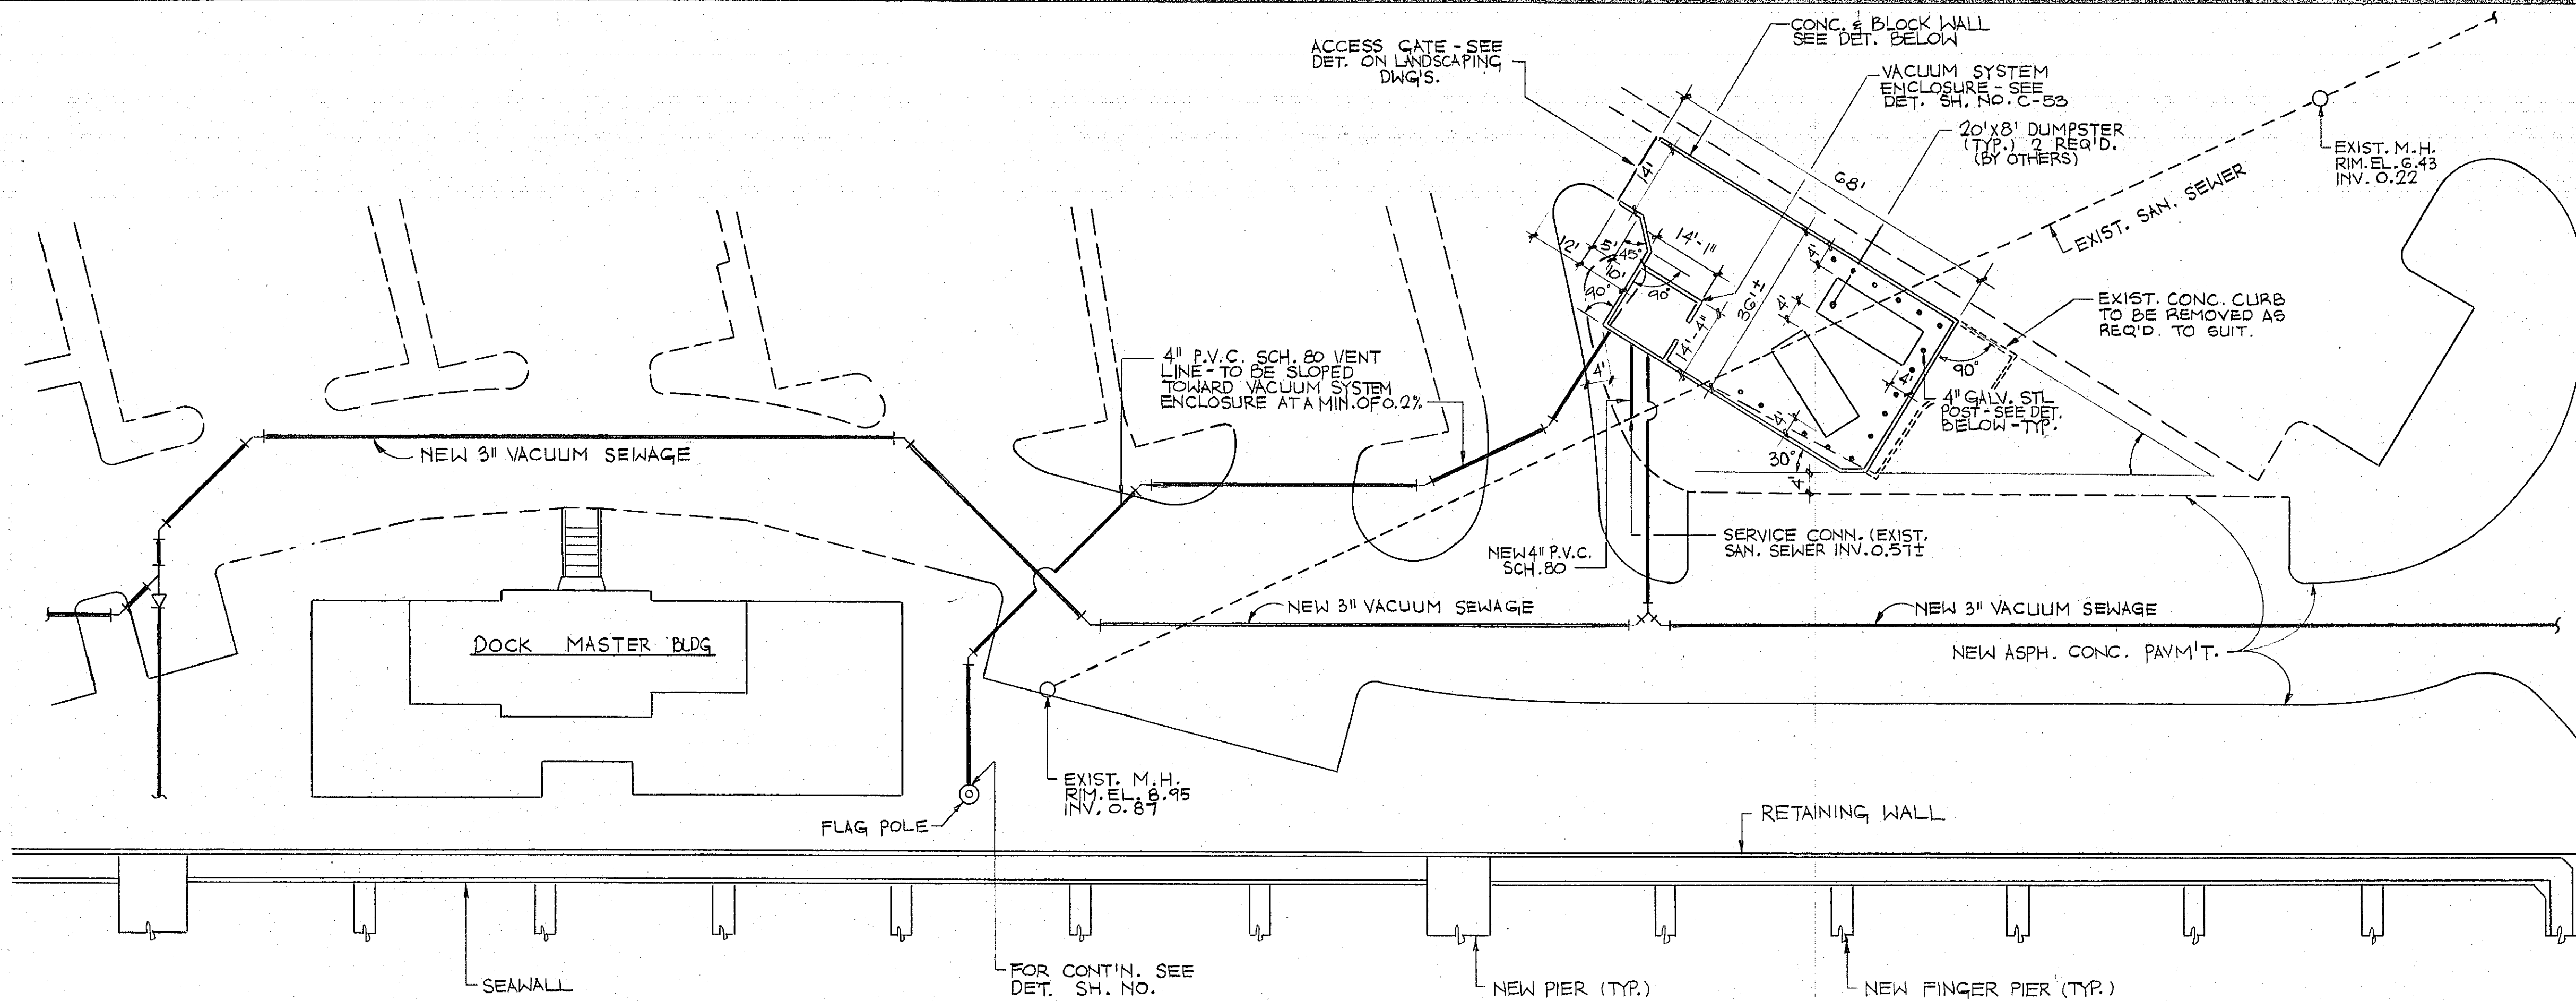 CONC. & BLOCK WALL
SEE DET. BELOW
ACCESS GATE - SEE
DET. ON LANDSCAPING
DWG'S.
VACUUM SYSTEM
ENCLOSURE - SEE
DET. SH. NO. C-53
20'X8' DUMPSTER
(TYP.) 2 REQ'D.
(BY OTHERS)
EXIST. M.H.
RIM. EL. 6.43
INV. 0.22
EXIST. SAN. SEWER
68'
14'
12'
5'
45°
10'
90°
14'-1"
90°
36'±
14'-4"
4'
4'
4'
4'
4'
4'
30°
90°
EXIST. CONC. CURB
TO BE REMOVED AS
REQ'D. TO SUIT.
4" GALV. STL
POST - SEE DET.
BELOW - TYP.
4" P.V.C. SCH. 80 VENT
LINE - TO BE SLOPED
TOWARD VACUUM SYSTEM
ENCLOSURE AT A MIN. OF 0.2%
NEW 3" VACUUM SEWAGE
SERVICE CONN. (EXIST.
SAN. SEWER INV. 0.57±
NEW 4" P.V.C.
SCH. 80
NEW 3" VACUUM SEWAGE
NEW 3" VACUUM SEWAGE
NEW ASPH. CONC. PAVM'T.
DOCK MASTER BLDG
EXIST. M.H.
RIM. EL. 8.95
INV. 0.87
FLAG POLE
RETAINING WALL
SEAWALL
FOR CONT'N. SEE
DET. SH. NO.
NEW PIER (TYP.)
NEW FINGER PIER (TYP.)